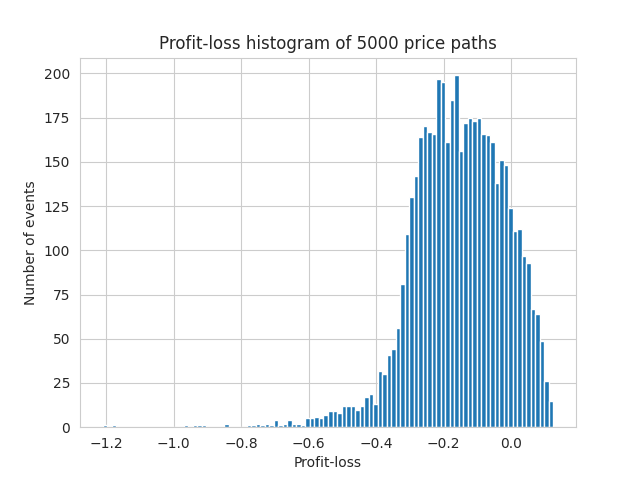 Profit-loss histogram of 5000 price paths
200
175
150
125
100
75
50
25
0
Number of events
−1.2 −1.0 −0.8 −0.6 −0.4 −0.2 0.0
Profit-loss